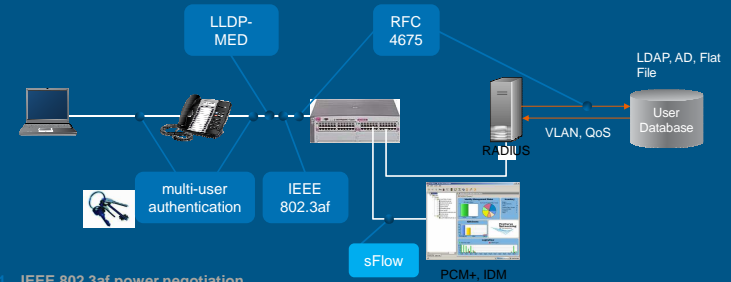 LLDP-
MED
RFC
4675
LDAP, AD, Flat
File
User
Database
VLAN, QoS
RADIUS
multi-user
authentication
IEEE
802.3af
sFlow
PCM+, IDM
IEEE 802.3af power negotiation